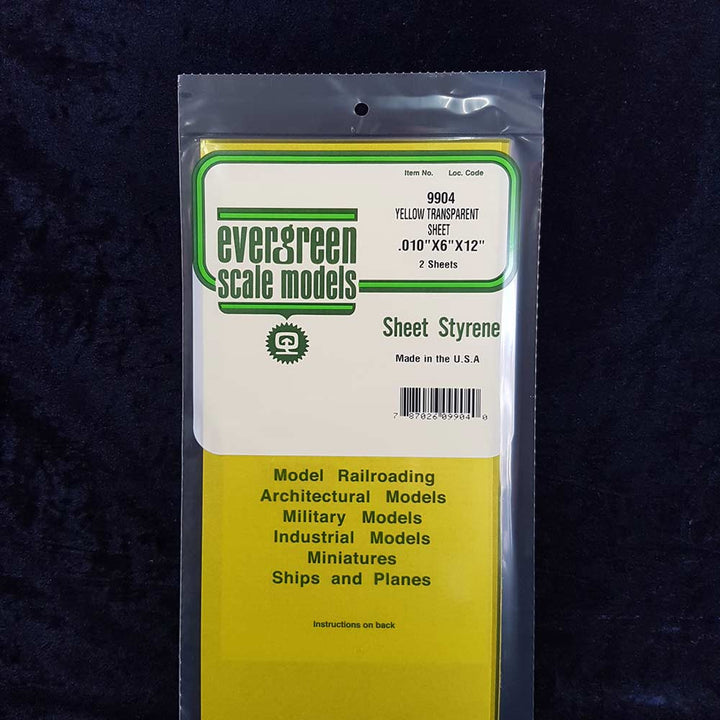 Item No. Loc. Code
9904
YELLOW TRANSPARENT
SHEET
.010"X6"X12"
2 Sheets
evergreen
scale models
Sheet Styrene
Made in the U.S.A
7 87026 09904 0
Model Railroading
Architectural Models
Military Models
Industrial Models
Miniatures
Ships and Planes
Instructions on back